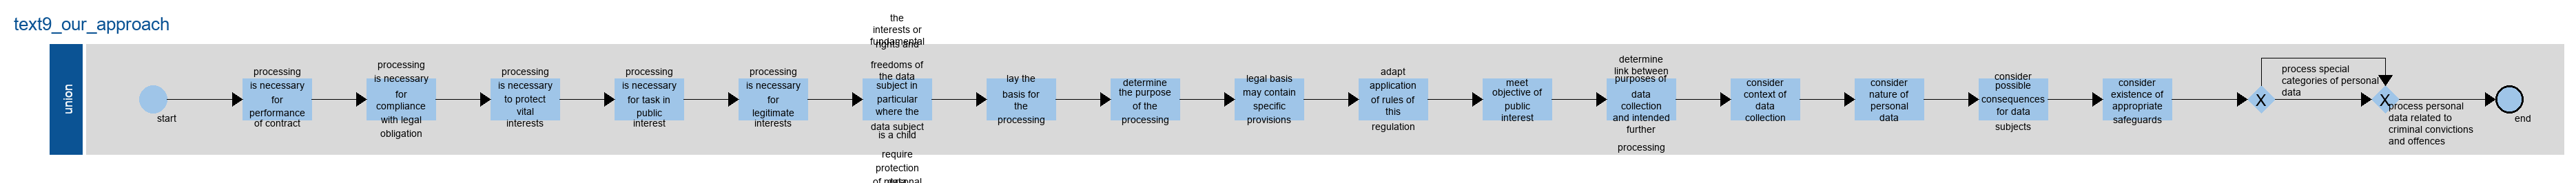 text9_our_approach
union
start
processing
is necessary
for
performance
of contract
processing
is necessary
for
compliance
with legal
obligation
processing
is necessary
to protect
vital
interests
processing
is necessary
for task in
public
interest
processing
is necessary
for
legitimate
interests
the
interests or
fundamental
rights and
freedoms of
the data
subject in
particular
where the
data subject
is a child
require
protection
of personal
lay the
basis for
the
processing
determine
the purpose
of the
processing
legal basis
may contain
specific
provisions
adapt
application
of rules of
this
regulation
meet
objective of
public
interest
determine
link between
purposes of
data
collection
and intended
further
processing
consider
context of
data
collection
consider
nature of
personal
data
consider
possible
consequences
for data
subjects
consider
existence of
appropriate
safeguards
X
process special
categories of personal
data
X
process personal
data related to
criminal convictions
and offences
end